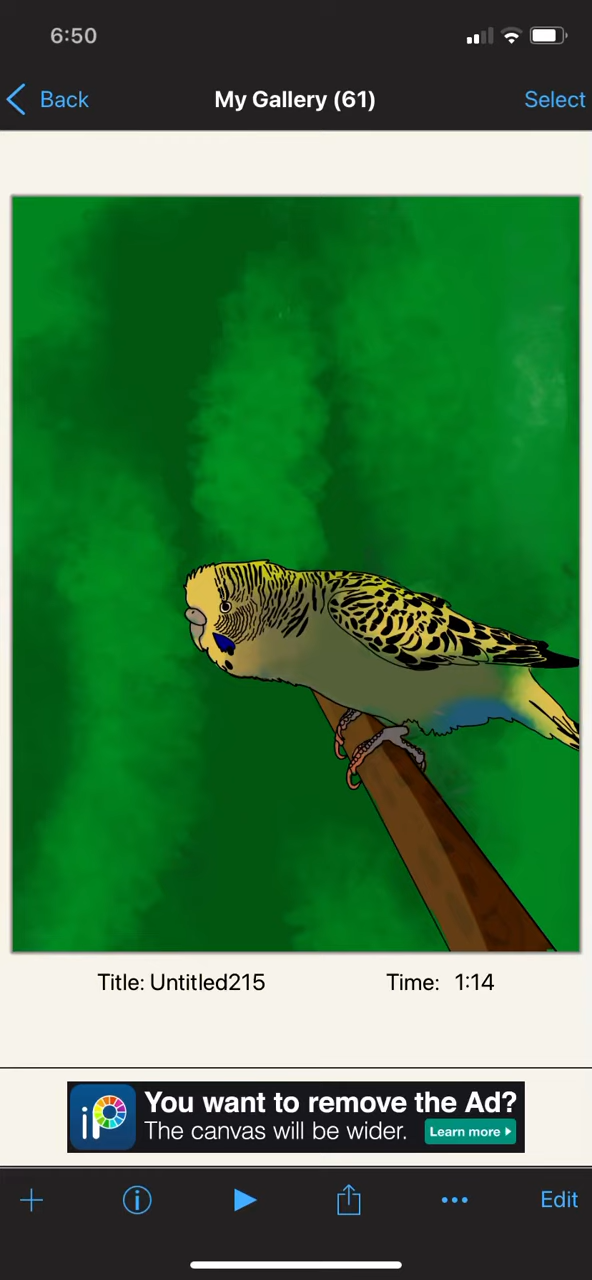 6:50
Back
My Gallery (61)
Select
Title: Untitled215
Time: 1:14
iP
You want to remove the Ad?
The canvas will be wider.
Learn more
Edit